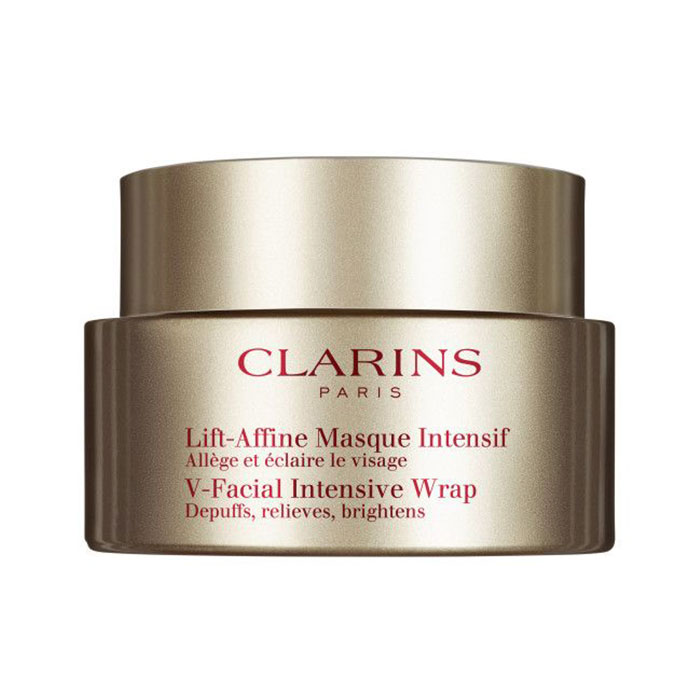 CLARINS
PARIS
Lift-Affine Masque Intensif
Allège et éclaire le visage
V-Facial Intensive Wrap
Depuffs, relieves, brightens